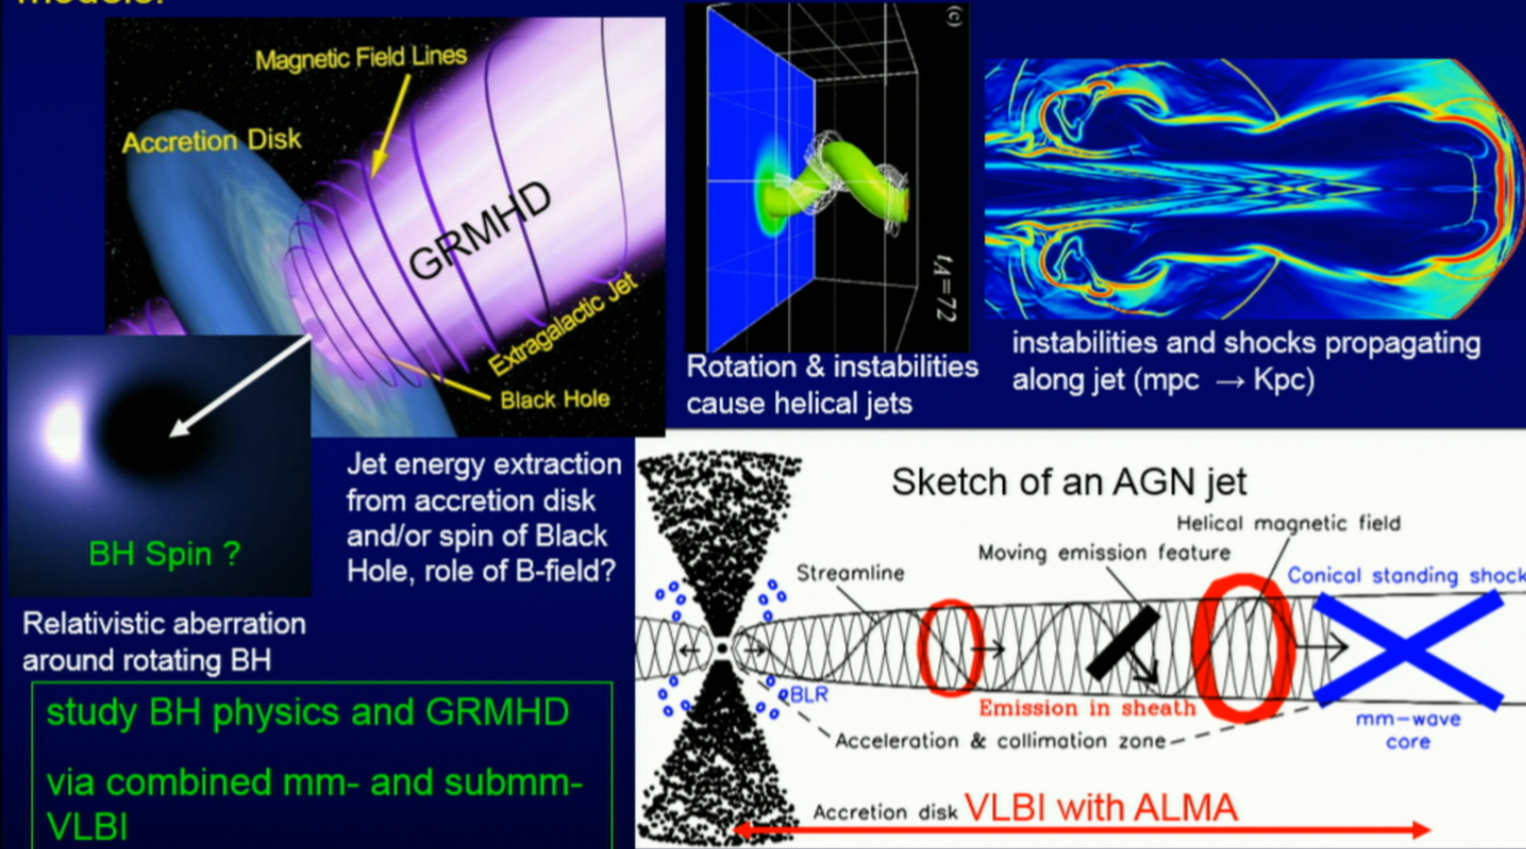 models.
Magnetic Field Lines
Accretion Disk
GRMHD
Extragalactic Jet
Black Hole
(c)
tA=72
Rotation & instabilities
cause helical jets
instabilities and shocks propagating
along jet (mpc → Kpc)
BH Spin ?
Jet energy extraction
from accretion disk
and/or spin of Black
Hole, role of B-field?
Relativistic aberration
around rotating BH
study BH physics and GRMHD
via combined mm- and submm-
VLBI
Sketch of an AGN jet
Helical magnetic field
Moving emission feature
Streamline
Conical standing shock
BLR
Emission in sheath
mm-wave
core
Acceleration & collimation zone
Accretion disk
VLBI with ALMA